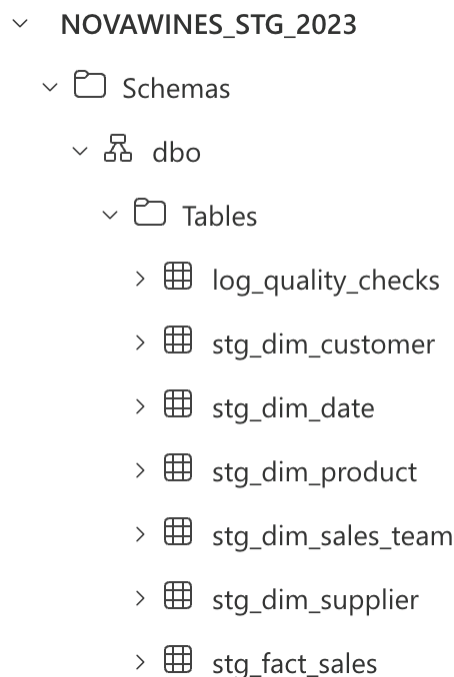 NOVAWINES_STG_2023
Schemas
dbo
Tables
log_quality_checks
stg_dim_customer
stg_dim_date
stg_dim_product
stg_dim_sales_team
stg_dim_supplier
stg_fact_sales